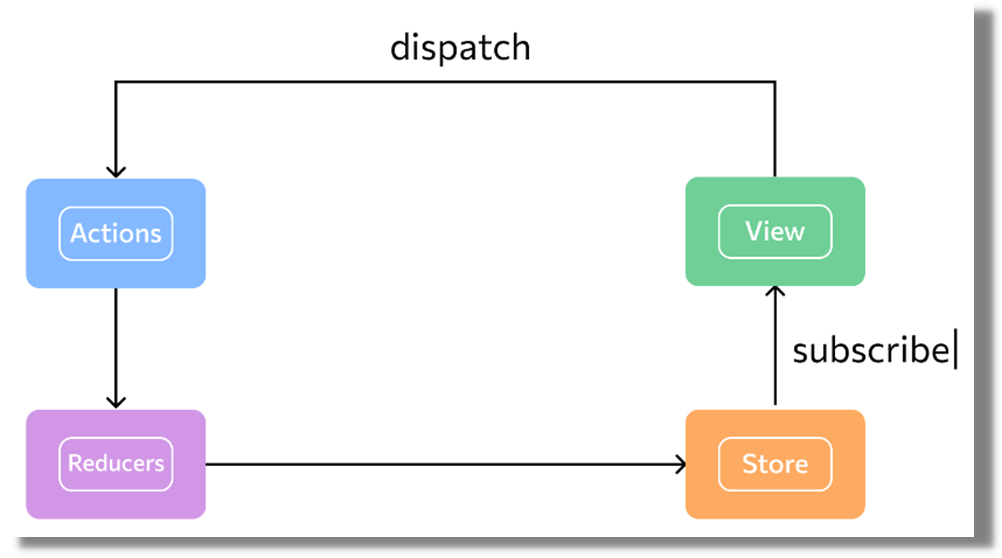 dispatch
Actions
View
subscribe|
Reducers
Store